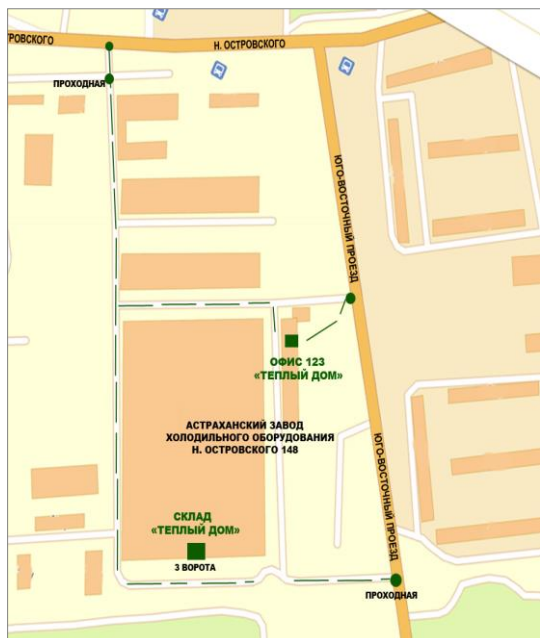 ТРОВСКОГО
Н. ОСТРОВСКОГО
ПРОХОДНАЯ
ЮГО-ВОСТОЧНЫЙ ПРОЕЗД
ОФИС 123
«ТЕПЛЫЙ ДОМ»
АСТРАХАНСКИЙ ЗАВОД
ХОЛОДИЛЬНОГО ОБОРУДОВАНИЯ
Н. ОСТРОВСКОГО 148
ЮГО-ВОСТОЧНЫЙ ПРОЕЗД
СКЛАД
«ТЕПЛЫЙ ДОМ»
3 ВОРОТА
ПРОХОДНАЯ